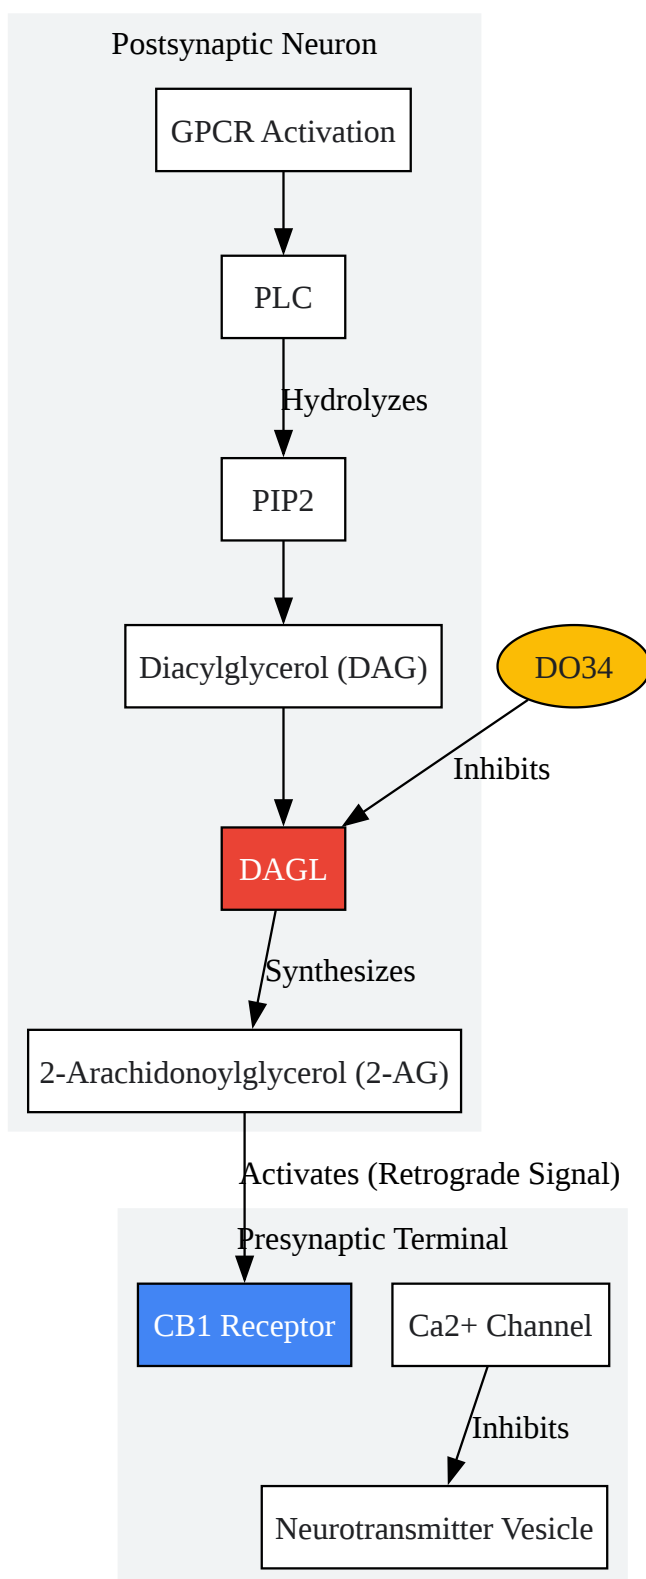 Postsynaptic Neuron
GPCR Activation
PLC
Hydrolyzes
PIP2
Diacylglycerol (DAG)
DO34
Inhibits
DAGL
Synthesizes
2-Arachidonoylglycerol (2-AG)
Activates (Retrograde Signal)
Presynaptic Terminal
CB1 Receptor
Ca2+ Channel
Inhibits
Neurotransmitter Vesicle